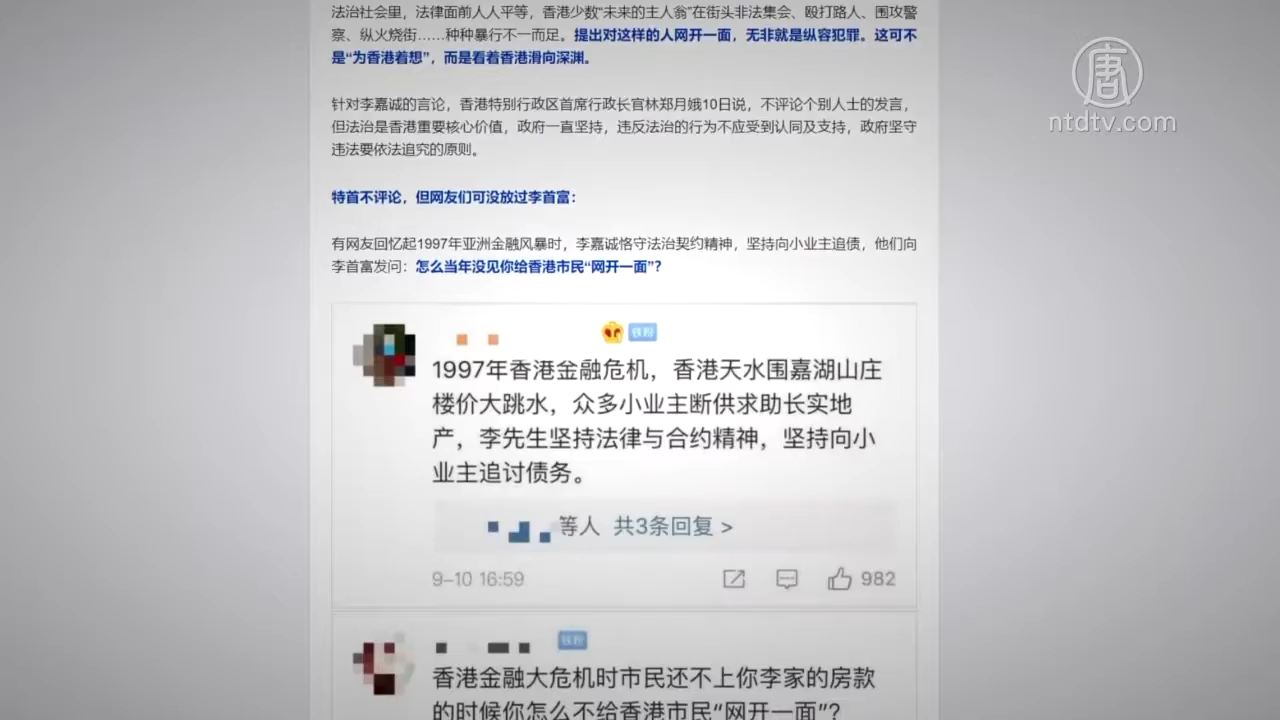 法治社会里，法律面前人人平等，香港少数“未来的主人翁”在街头非法集会、殴打路人、围攻警
察、纵火烧街……种种暴行不一而足。提出对这样的人网开一面，无非就是纵容犯罪。这可不
是“为香港着想”，而是看着香港滑向深渊。
针对李嘉诚的言论，香港特别行政区首席行政长官林郑月娥10日说，不评论个别人士的发言，
但法治是香港重要核心价值，政府一直坚持，违反法治的行为不应受到认同及支持，政府坚守
违法要依法追究的原则。
特首不评论，但网友们可没放过李首富：
有网友回忆起1997年亚洲金融风暴时，李嘉诚恪守法治契约精神，坚持向小业主追债，他们向
李首富发问：怎么当年没见你给香港市民“网开一面”？
铁粉
1997年香港金融危机，香港天水围嘉湖山庄
楼价大跳水，众多小业主断供求助长实地
产，李先生坚持法律与合约精神，坚持向小
业主追讨债务。
等人 共3条回复 >
9-10 16:59
982
铁粉
香港金融大危机时市民还不上你李家的房款
的时候你怎么不给香港市民“网开一面”？
唐
ntdtv.com